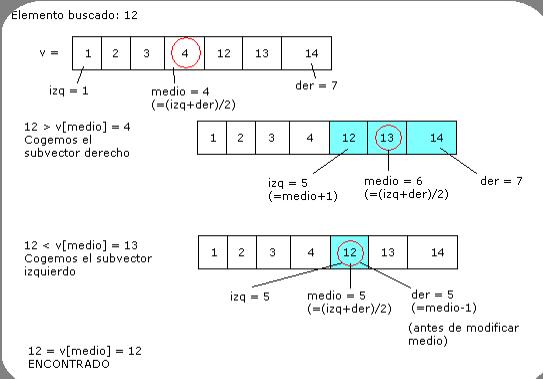 Elemento buscado: 12
v = 1 2 3 4 12 13 14
izq = 1
medio = 4
(=(izq+der)/2)
der = 7
12 > v[medio] = 4
Cogemos el
subvector derecho
1 2 3 4 12 13 14
izq = 5
(=medio+1)
medio = 6
(=(izq+der)/2)
der = 7
12 < v[medio] = 13
Cogemos el subvector
izquierdo
1 2 3 4 12 13 14
izq = 5
medio = 5
(=(izq+der)/2)
der = 5
(=medio-1)
(antes de modificar
medio)
12 = v[medio] = 12
ENCONTRADO